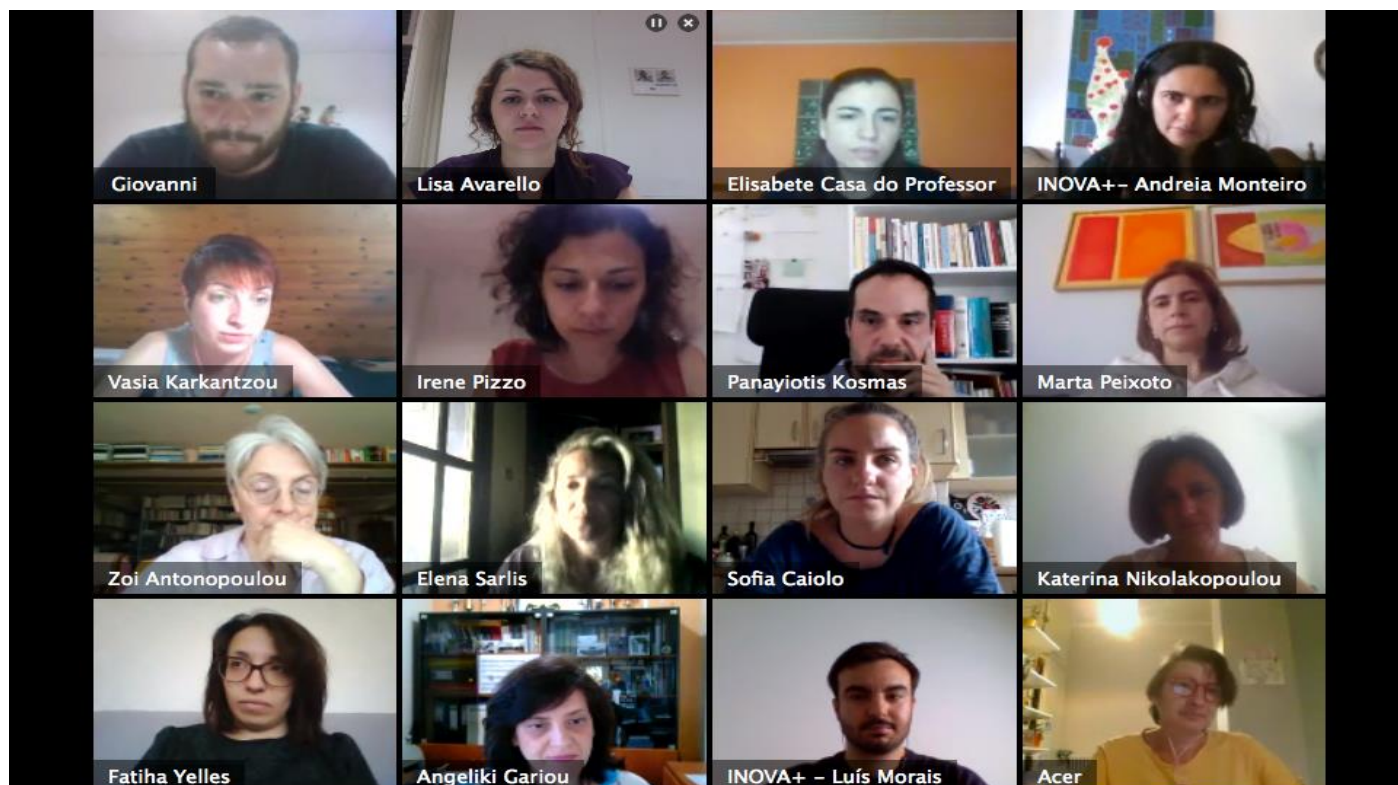 Giovanni
Lisa Avarello
Elisabete Casa do Professor
INOVA+- Andreia Monteiro
Vasia Karkantzou
Irene Pizzo
Panayiotis Kosmas
Marta Peixoto
Zoi Antonopoulou
Elena Sarlis
Sofia Caiolo
Katerina Nikolakopoulou
Fatiha Yelles
Angeliki Gariou
INOVA+ – Luís Morais
Acer